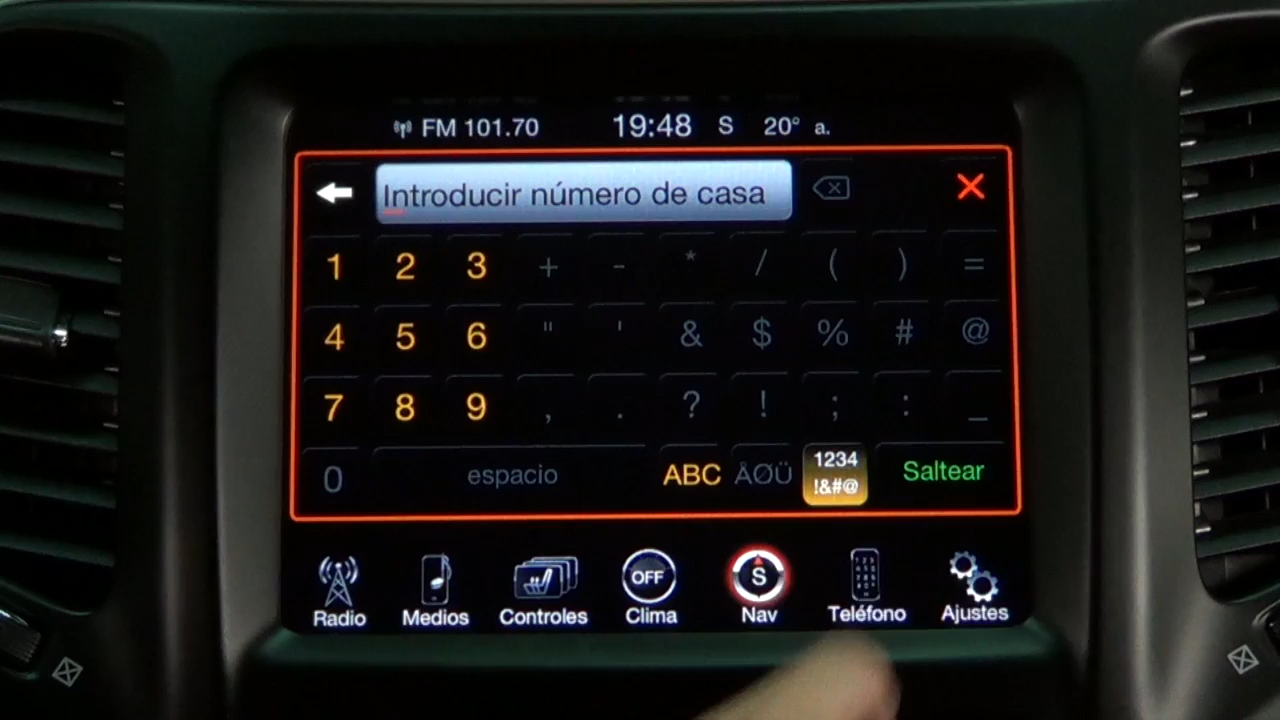 FM 101.70 19:48 S 20° a.
Introducir número de casa
1 2 3 + - * / ( ) =
4 5 6 " ' & $ % # @
7 8 9 , . ? ! ; : _
0 espacio ABC ÅØÜ 1234 Saltear
!&#@
OFF S
Radio Medios Controles Clima Nav Teléfono Ajustes